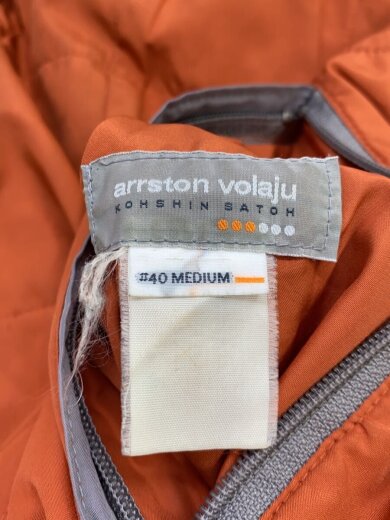 arrston volaju
KOHSHIN SATOH
#40 MEDIUM